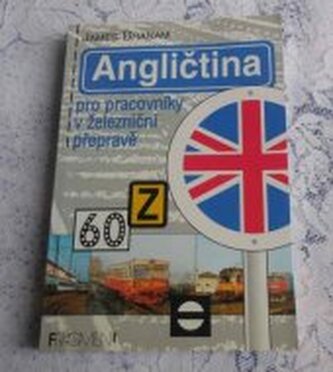 Angličtina
pro pracovníky
v železniční
přepravě
Z
60
FRAGMENT